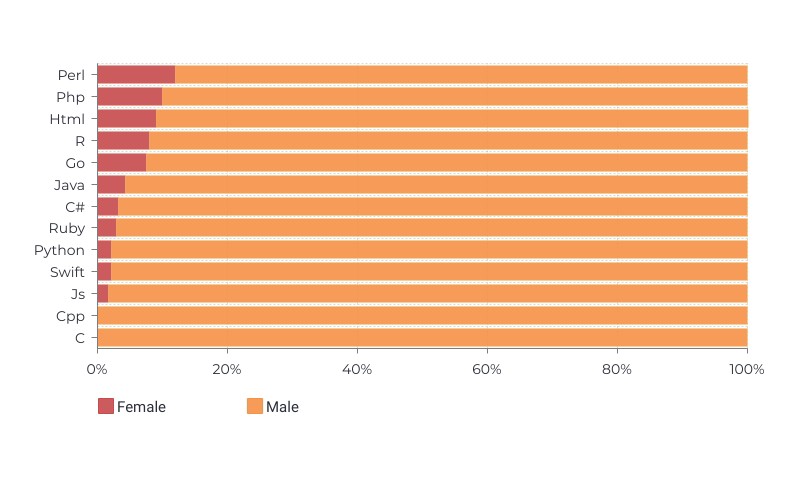 Perl
Php
Html
R
Go
Java
C#
Ruby
Python
Swift
Js
Cpp
C
0% 20% 40% 60% 80% 100%
Female Male